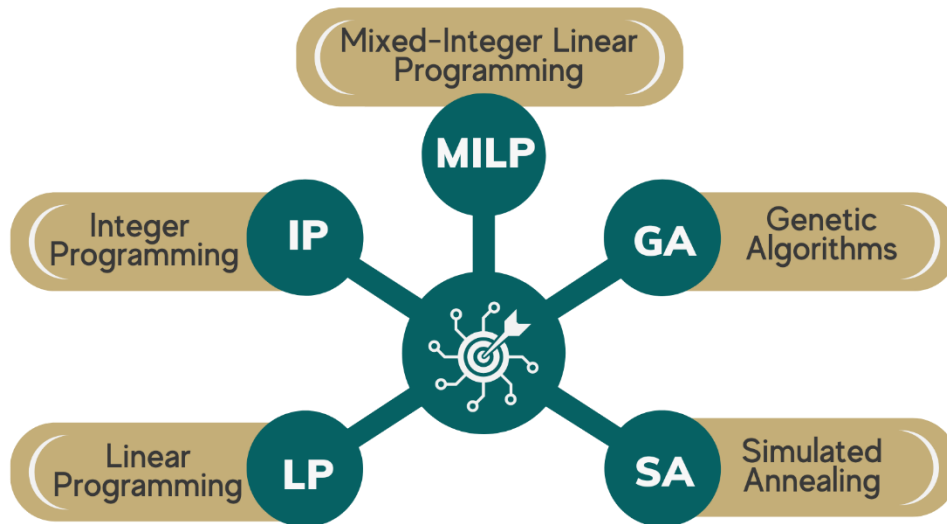 Mixed-Integer Linear
Programming
MILP
Integer
Programming
IP
GA
Genetic
Algorithms
Linear
Programming
LP
SA
Simulated
Annealing